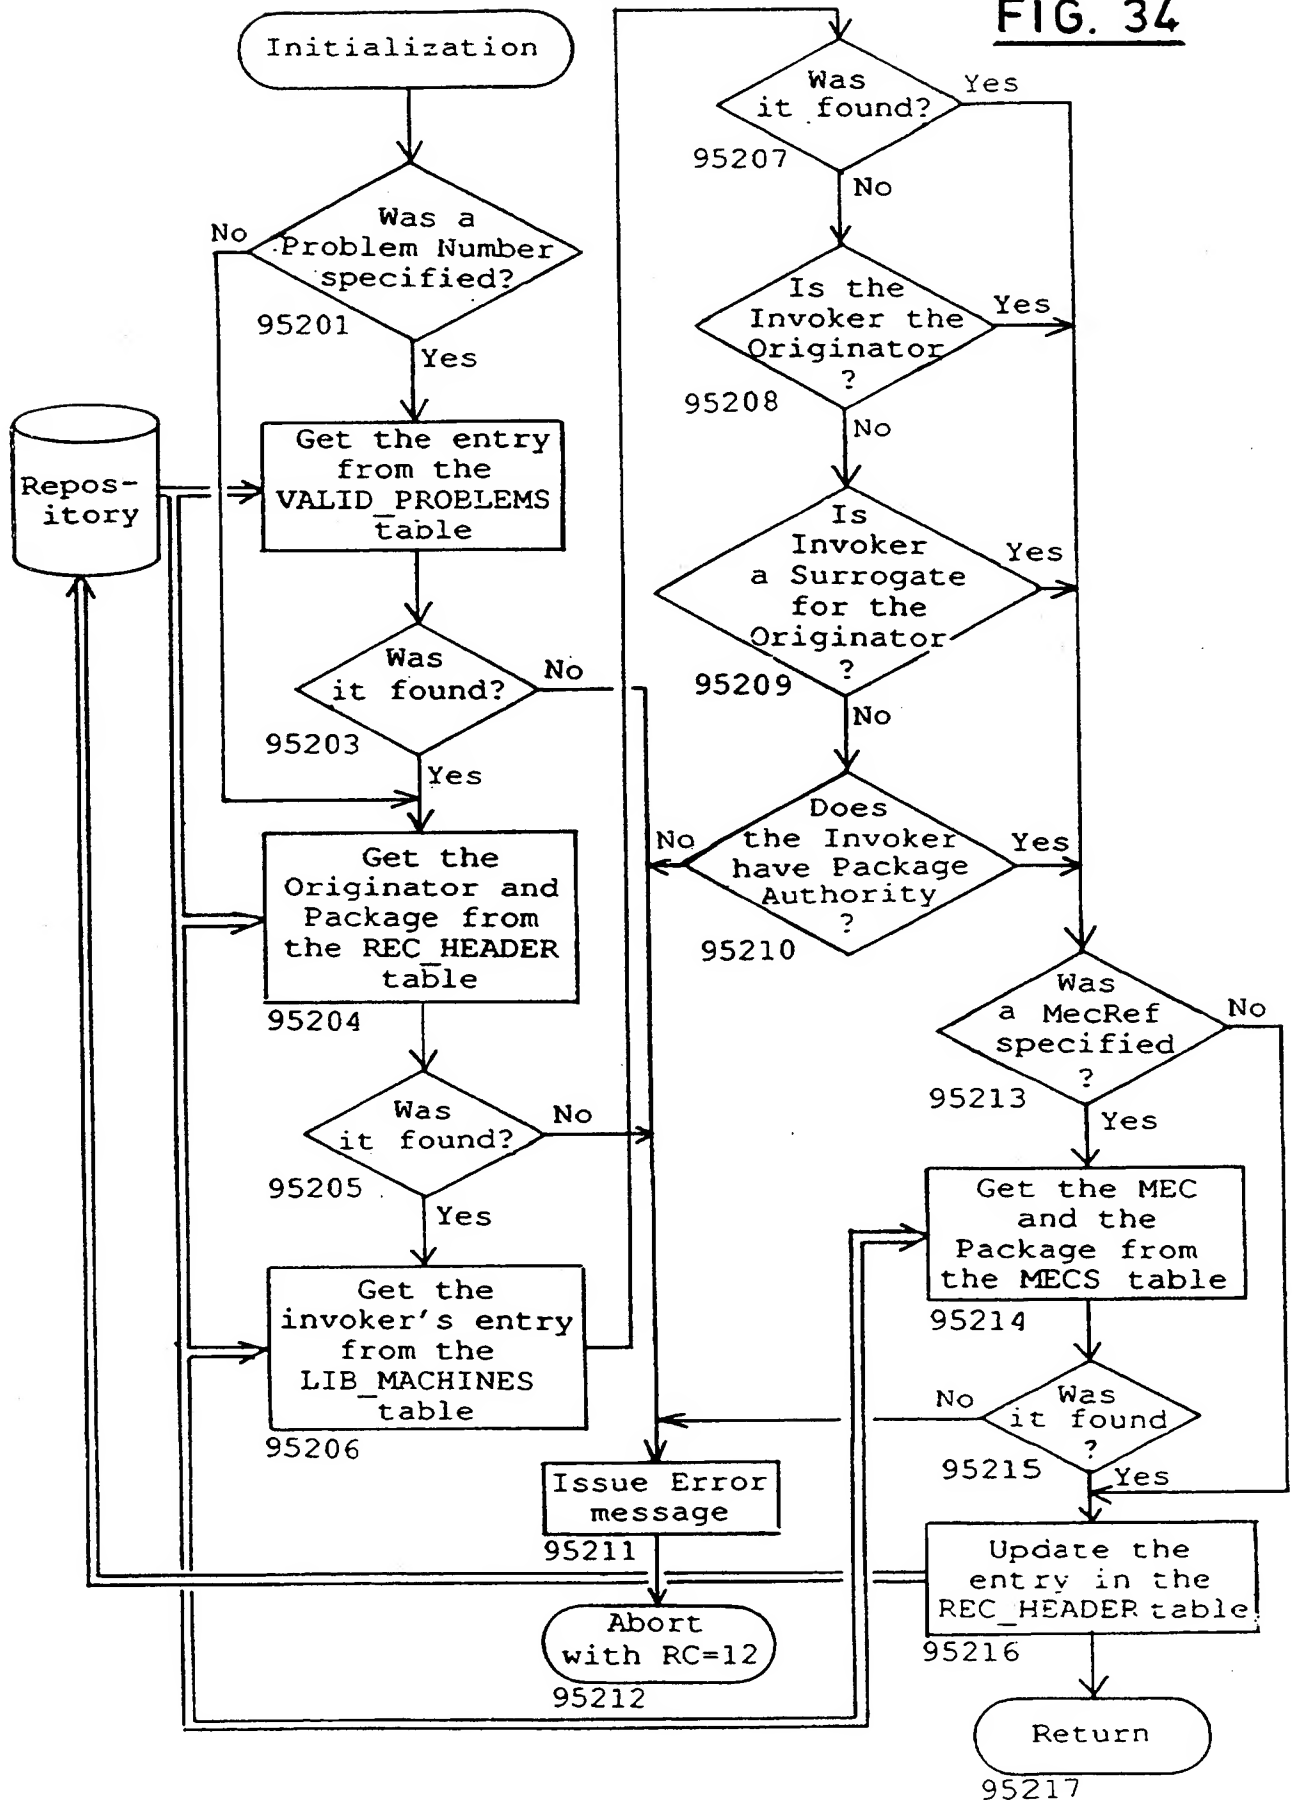 FIG. 34
Initialization
Was a
Problem Number
specified?
No
95201
Yes
Repos-
itory
Get the entry
from the
VALID_PROBLEMS
table
Was
it found?
No
95203
Yes
Get the
Originator and
Package from
the REC_HEADER
table
95204
Was
it found?
No
95205
Yes
Get the
invoker's entry
from the
LIB_MACHINES
table
95206
Was
it found?
Yes
95207
No
Is the
Invoker the
Originator
?
Yes
95208
No
Is
Invoker
a Surrogate
for the
Originator
?
Yes
95209
No
Does
the Invoker
have Package
Authority
?
No
Yes
95210
Was
a MecRef
specified
?
No
95213
Yes
Get the MEC
and the
Package from
the MECS table
95214
Was
it found
?
No
95215
Yes
Issue Error
message
95211
Abort
with RC=12
95212
Update the
entry in the
REC_HEADER table
95216
Return
95217